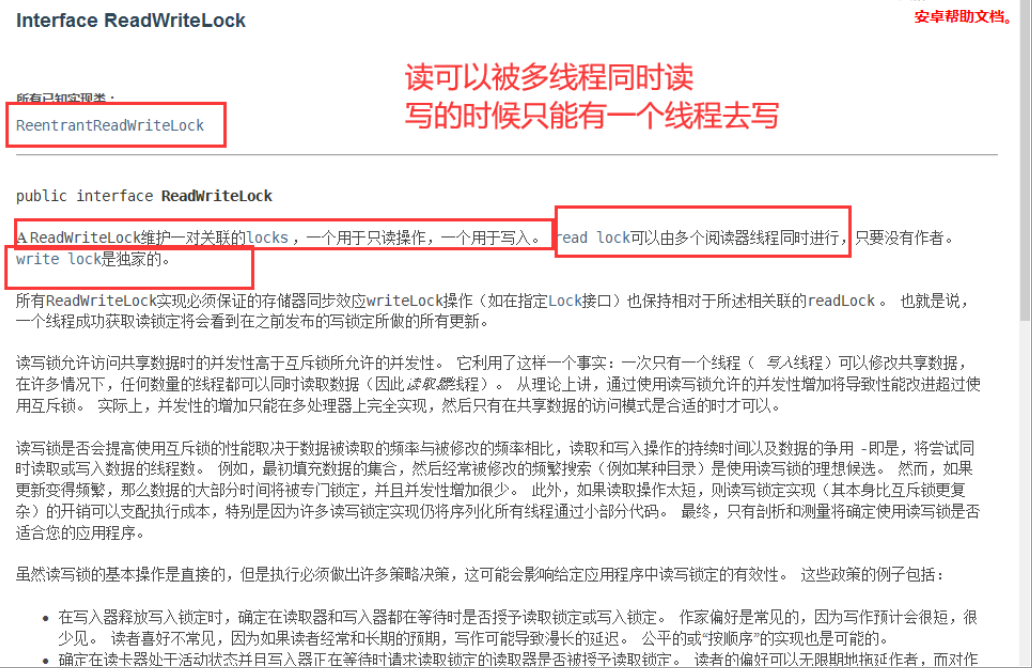 安卓帮助文档。
Interface ReadWriteLock
读可以被多线程同时读
写的时候只能有一个线程去写
所有已知实现类：
ReentrantReadWriteLock
public interface ReadWriteLock
A ReadWriteLock维护一对关联的locks ，一个用于只读操作，一个用于写入。 read lock可以由多个阅读器线程同时进行，只要没有作者。
write lock是独家的。
所有ReadWriteLock实现必须保证的存储器同步效应writeLock操作（如在指定Lock接口）也保持相对于所述相关联的readLock 。 也就是说，
一个线程成功获取读锁定将会看到在之前发布的写锁定所做的所有更新。
读写锁允许访问共享数据时的并发性高于互斥锁所允许的并发性。 它利用了这样一个事实：一次只有一个线程（ 写入线程）可以修改共享数据，
在许多情况下，任何数量的线程都可以同时读取数据（因此读取器线程）。 从理论上讲，通过使用读写锁允许的并发性增加将导致性能改进超过使
用互斥锁。 实际上，并发性的增加只能在多处理器上完全实现，然后只有在共享数据的访问模式是合适的时才可以。
读写锁是否会提高使用互斥锁的性能取决于数据被读取的频率与被修改的频率相比，读取和写入操作的持续时间以及数据的争用 -即是，将尝试同
时读取或写入数据的线程数。 例如，最初填充数据的集合，然后经常被修改的频繁搜索（例如某种目录）是使用读写锁的理想候选。 然而，如果
更新变得频繁，那么数据的大部分时间将被专门锁定，并且并发性增加很少。 此外，如果读取操作太短，则读写锁定实现（其本身比互斥锁更复
杂）的开销可以支配执行成本，特别是因为许多读写锁定实现仍将序列化所有线程通过小部分代码。 最终，只有剖析和测量将确定使用读写锁是否
适合您的应用程序。
虽然读写锁的基本操作是直接的，但是执行必须做出许多策略决策，这可能会影响给定应用程序中读写锁定的有效性。 这些政策的例子包括：
• 在写入器释放写入锁定时，确定在读取器和写入器都在等待时是否授予读取锁定或写入锁定。 作家偏好是常见的，因为写作预计会很短，很
少见。 读者喜好不常见，因为如果读者经常和长期的预期，写作可能导致漫长的延迟。 公平的或“按顺序”的实现也是可能的。
• 确定在读卡器处于活动状态并且写入器正在等待时请求读取锁定的读取器是否被授予读取锁定。 读者的偏好可以无限期地拖延作者，而对作